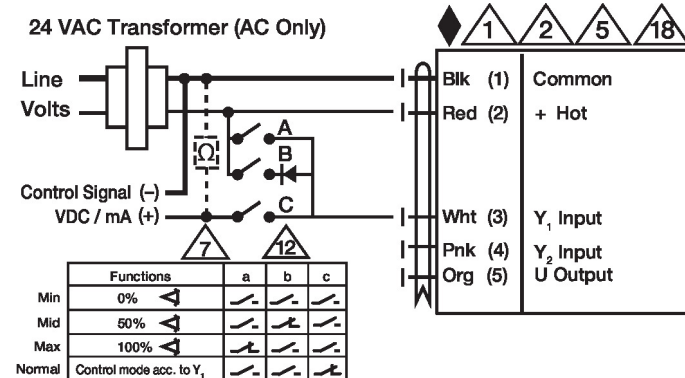 24 VAC Transformer (AC Only)
1 2 5 18
Line
Volts
Blk (1) Common
Red (2) + Hot
A
Ω
B
Control Signal (–)
VDC / mA (+)
C
Wht (3) Y₁ Input
7 12
Pnk (4) Y₂ Input
Org (5) U Output
Functions a b c
Min 0%
Mid 50%
Max 100%
Normal Control mode acc. to Y₁